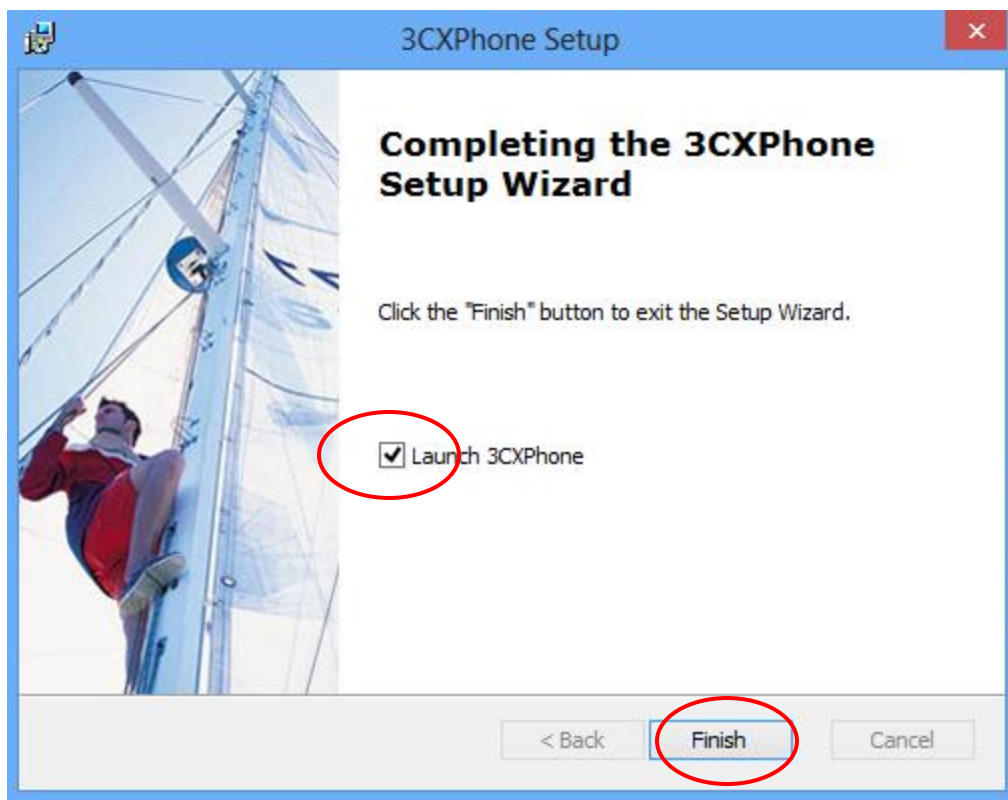 3CXPhone Setup
Completing the 3CXPhone
Setup Wizard
Click the "Finish" button to exit the Setup Wizard.
Launch 3CXPhone
< Back
Finish
Cancel